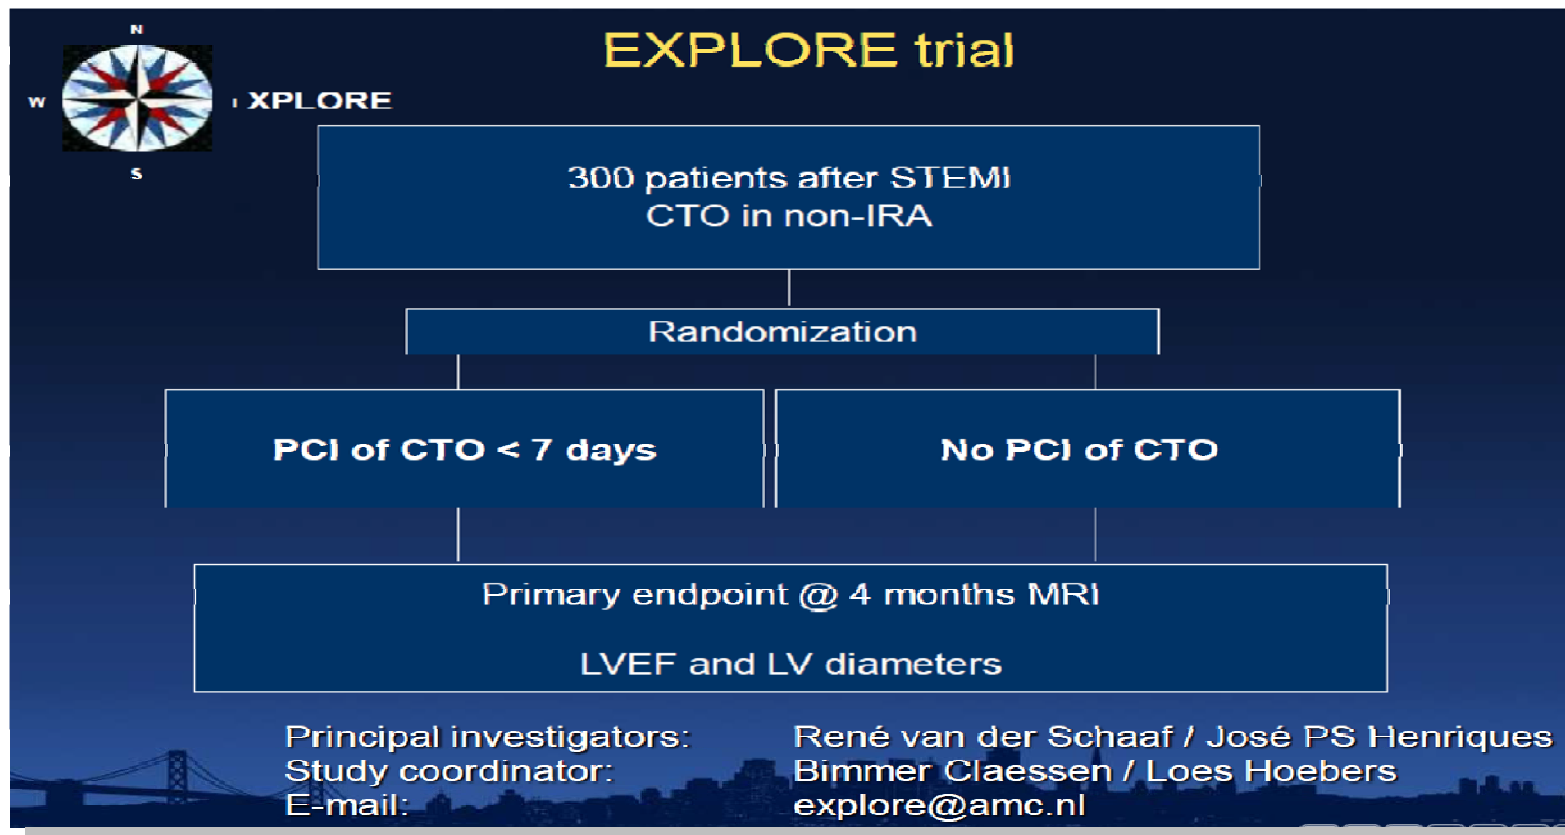 EXPLORE trial
N
W
XPLORE
S
300 patients after STEMI
CTO in non-IRA
Randomization
PCI of CTO < 7 days
No PCI of CTO
Primary endpoint @ 4 months MRI
LVEF and LV diameters
Principal investigators: René van der Schaaf / José PS Henriques
Study coordinator: Bimmer Claessen / Loes Hoebers
E-mail: explore@amc.nl